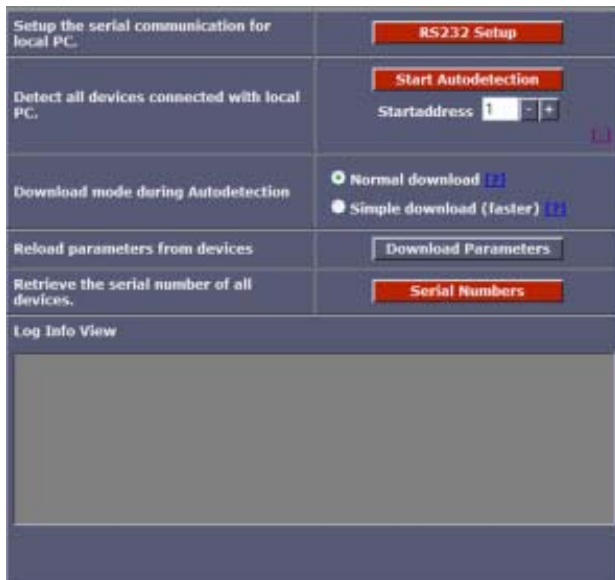 Setup the serial communication for
local PC.
RS232 Setup
Detect all devices connected with local
PC.
Start Autodetection
Startaddress 1 - +
[..]
Download mode during Autodetection
Normal download [?]
Simple download (faster) [?]
Reload parameters from devices
Download Parameters
Retrieve the serial number of all
devices.
Serial Numbers
Log Info View